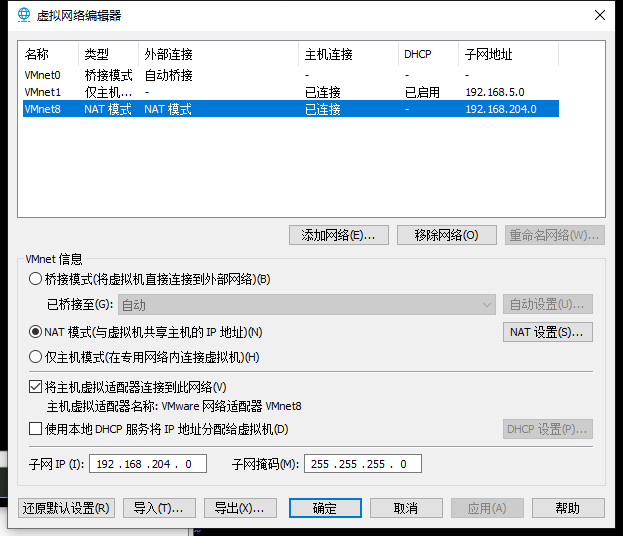 虚拟网络编辑器
名称 类型 外部连接 主机连接 DHCP 子网地址
VMnet0 桥接模式 自动桥接 - - -
VMnet1 仅主机... - 已连接 已启用 192.168.5.0
VMnet8 NAT 模式 NAT 模式 已连接 - 192.168.204.0
添加网络(E)... 移除网络(O) 重命名网络(W)...
VMnet 信息
桥接模式(将虚拟机直接连接到外部网络)(B)
已桥接至(G): 自动 自动设置(U)...
NAT 模式(与虚拟机共享主机的 IP 地址)(N) NAT 设置(S)...
仅主机模式(在专用网络内连接虚拟机)(H)
将主机虚拟适配器连接到此网络(V)
主机虚拟适配器名称: VMware 网络适配器 VMnet8
使用本地 DHCP 服务将 IP 地址分配给虚拟机(D) DHCP 设置(P)...
子网 IP (I): 192 . 168 . 204 . 0 子网掩码(M): 255 . 255 . 255 . 0
还原默认设置(R) 导入(T)... 导出(X)... 确定 取消 应用(A) 帮助